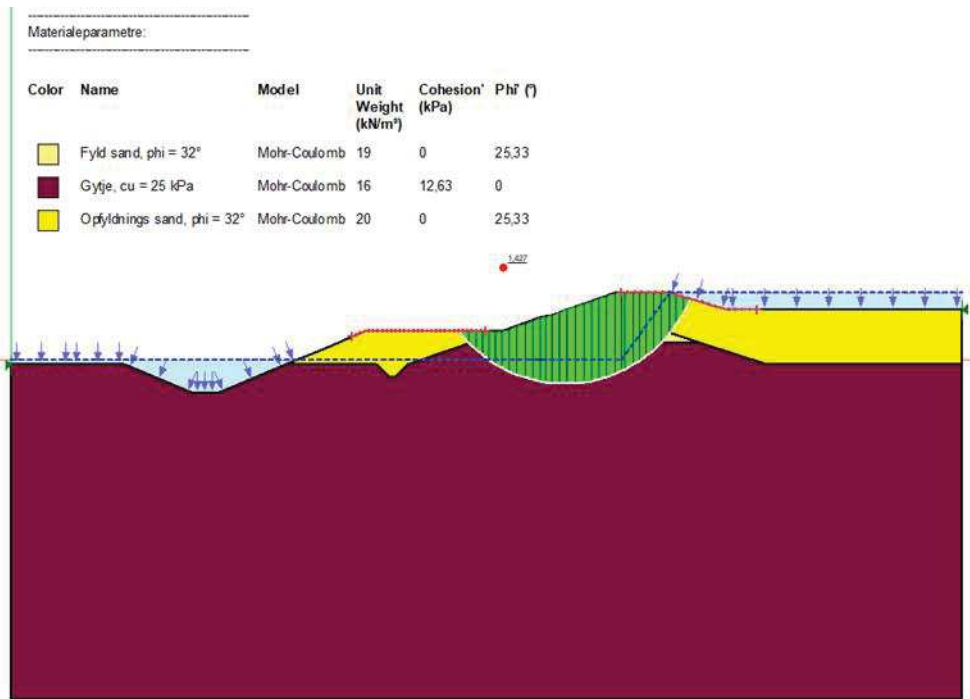 Materialeparametre:
Color Name Model Unit Weight (kN/m³) Cohesion' (kPa) Phi' (°)
Fyld sand, phi = 32° Mohr-Coulomb 19 0 25,33
Gytje, cu = 25 kPa Mohr-Coulomb 16 12,63 0
Opfyldnings sand, phi = 32° Mohr-Coulomb 20 0 25,33
1,427